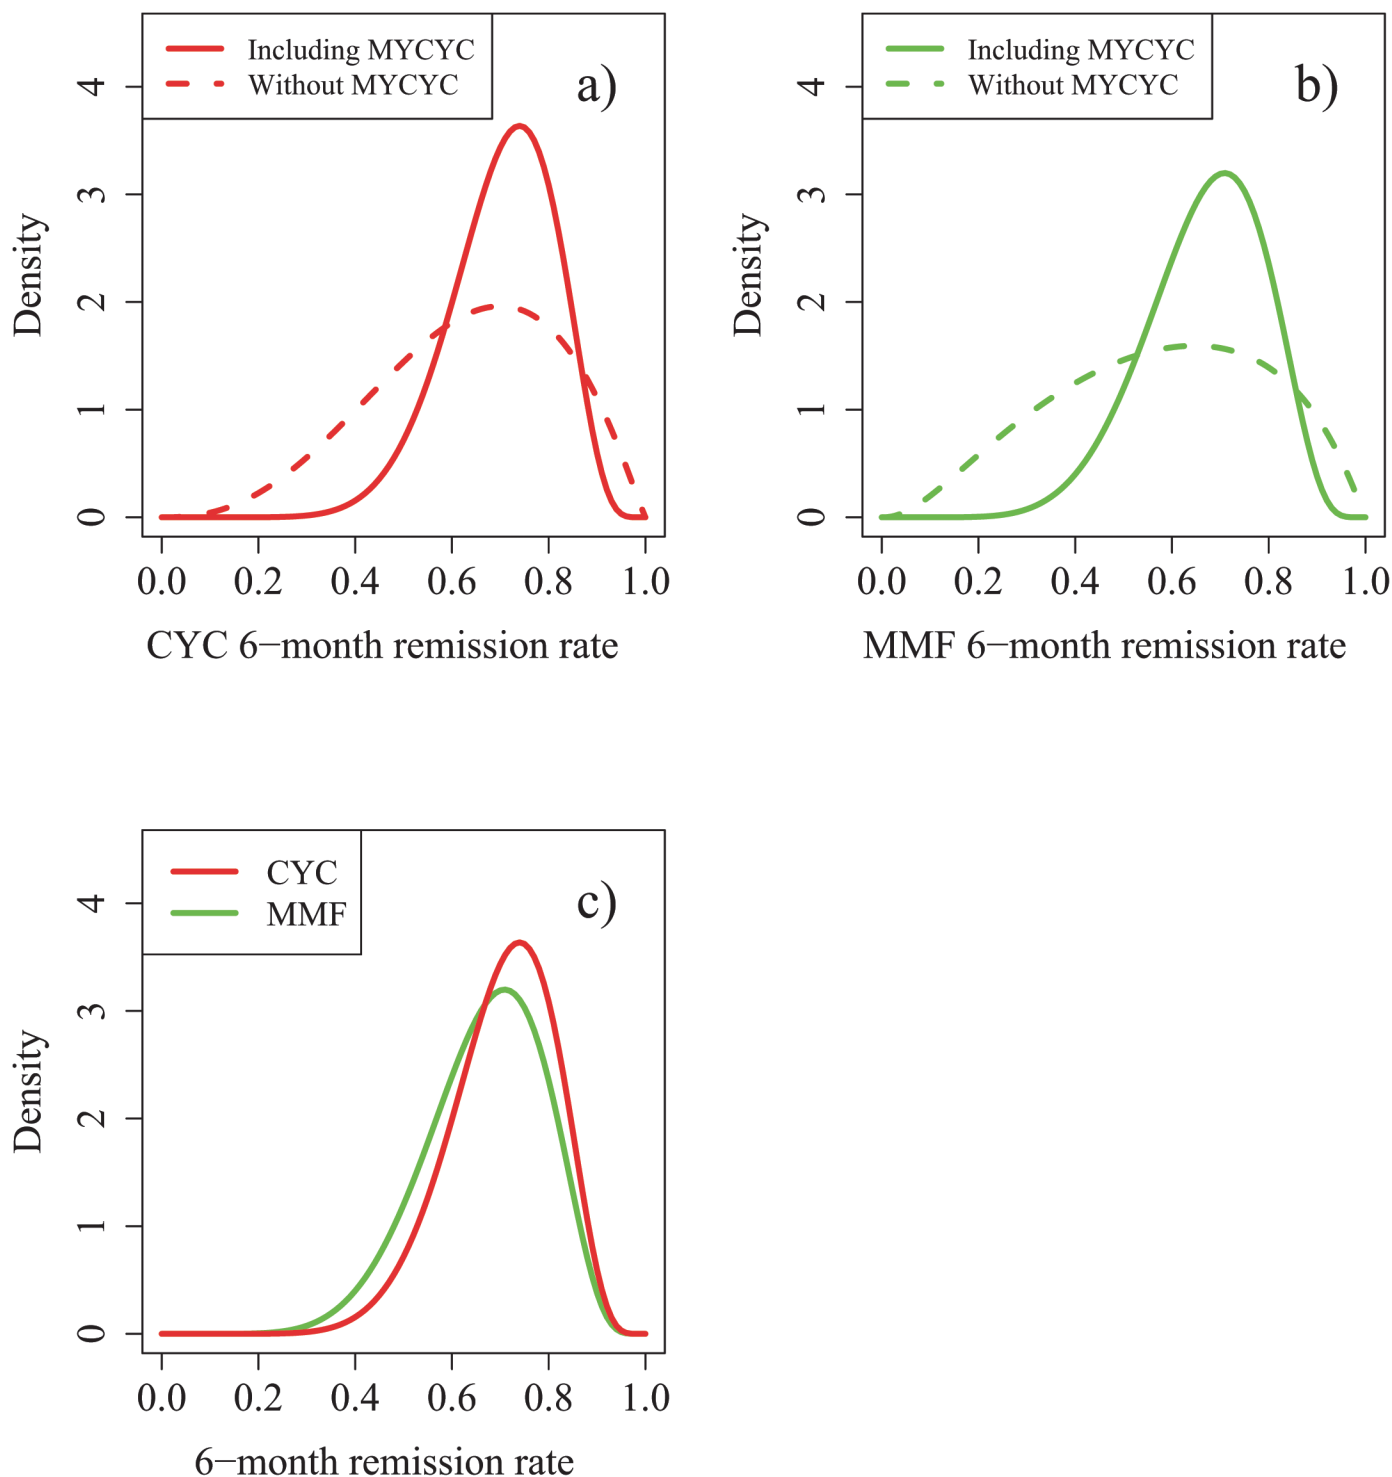 Including MYCYC
Without MYCYC
a)
Density
0
1
2
3
4
0.0 0.2 0.4 0.6 0.8 1.0
CYC 6−month remission rate
Including MYCYC
Without MYCYC
b)
Density
0
1
2
3
4
0.0 0.2 0.4 0.6 0.8 1.0
MMF 6−month remission rate
CYC
MMF
c)
Density
0
1
2
3
4
0.0 0.2 0.4 0.6 0.8 1.0
6−month remission rate